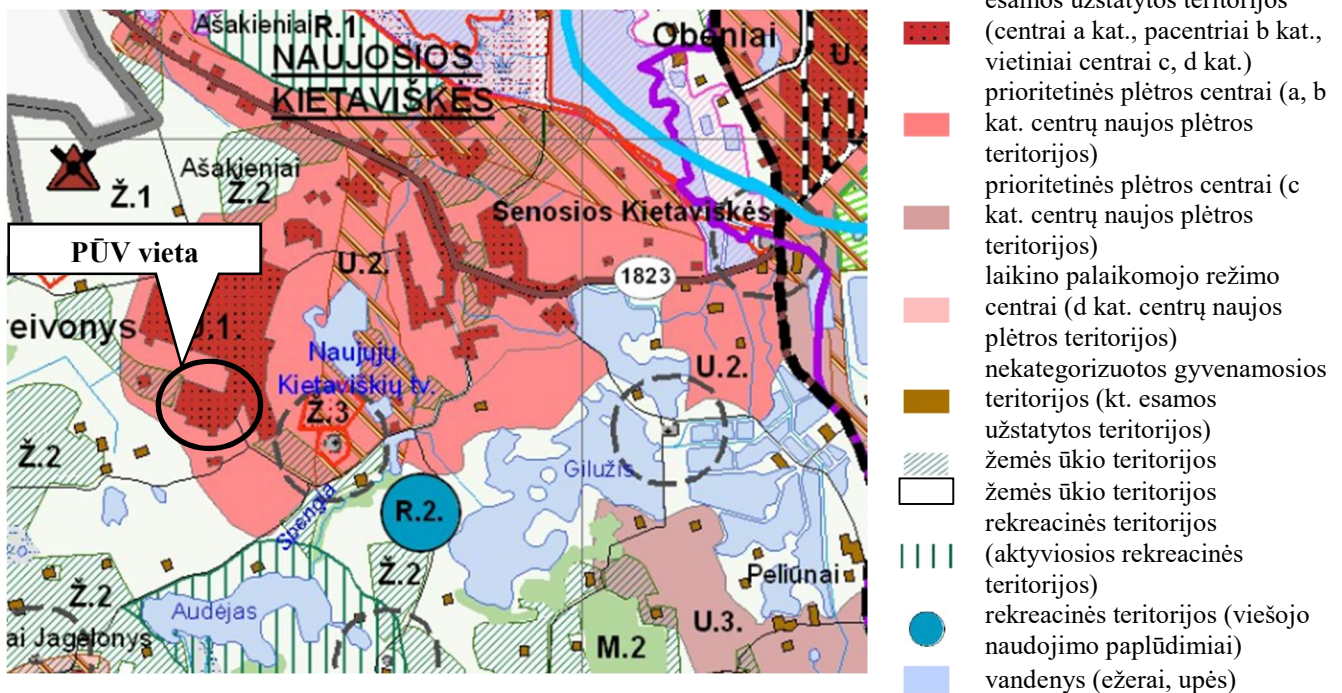 Ašakieniai R.1.
NAUJOSIOS
KIETAVIŠKĖS
Obeniai
U.
Ašakieniai
Ž.2
Ž.1
Senosios Kietaviškės
PŪV vieta
U.2.
1823
eivonys
.1.
Naujųjų
Kietaviškių tv.
U.2.
Ž.3
Ž.2
Gilužis
R.2.
Spengla
Ž.2
Peliūnai
Ž.2
Audėjas
ai Jagėlonys
M.2
U.3.
esamos užstatytos teritorijos
(centrai a kat., pacentriai b kat.,
vietiniai centrai c, d kat.)
prioritetinės plėtros centrai (a, b
kat. centrų naujos plėtros
teritorijos)
prioritetinės plėtros centrai (c
kat. centrų naujos plėtros
teritorijos)
laikino palaikomojo režimo
centrai (d kat. centrų naujos
plėtros teritorijos)
nekategorizuotos gyvenamosios
teritorijos (kt. esamos
užstatytos teritorijos)
žemės ūkio teritorijos
žemės ūkio teritorijos
rekreacinės teritorijos
(aktyviosios rekreacinės
teritorijos)
rekreacinės teritorijos (viešojo
naudojimo paplūdimiai)
vandenys (ežerai, upės)